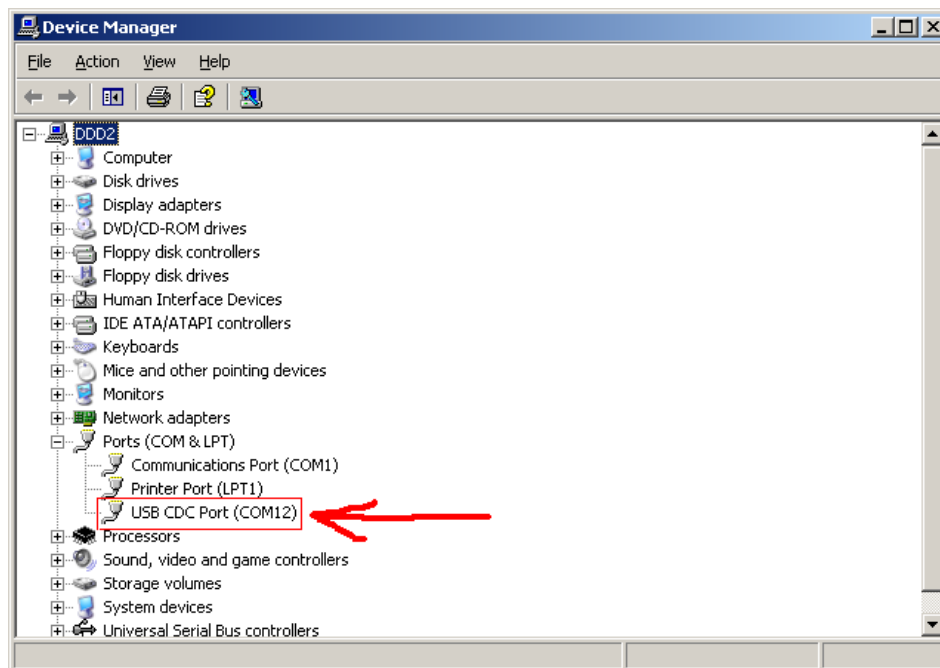 Device Manager
File Action View Help
DDD2
Computer
Disk drives
Display adapters
DVD/CD-ROM drives
Floppy disk controllers
Floppy disk drives
Human Interface Devices
IDE ATA/ATAPI controllers
Keyboards
Mice and other pointing devices
Monitors
Network adapters
Ports (COM & LPT)
Communications Port (COM1)
Printer Port (LPT1)
USB CDC Port (COM12)
Processors
Sound, video and game controllers
Storage volumes
System devices
Universal Serial Bus controllers